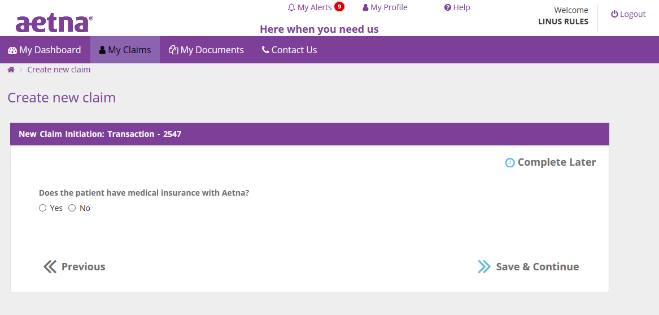 aetna®
My Alerts 9
My Profile
Help
Welcome
LINUS RULES
Logout
Here when you need us
My Dashboard
My Claims
My Documents
Contact Us
Create new claim
Create new claim
New Claim Initiation: Transaction - 2547
Complete Later
Does the patient have medical insurance with Aetna?
Yes No
Previous
Save & Continue